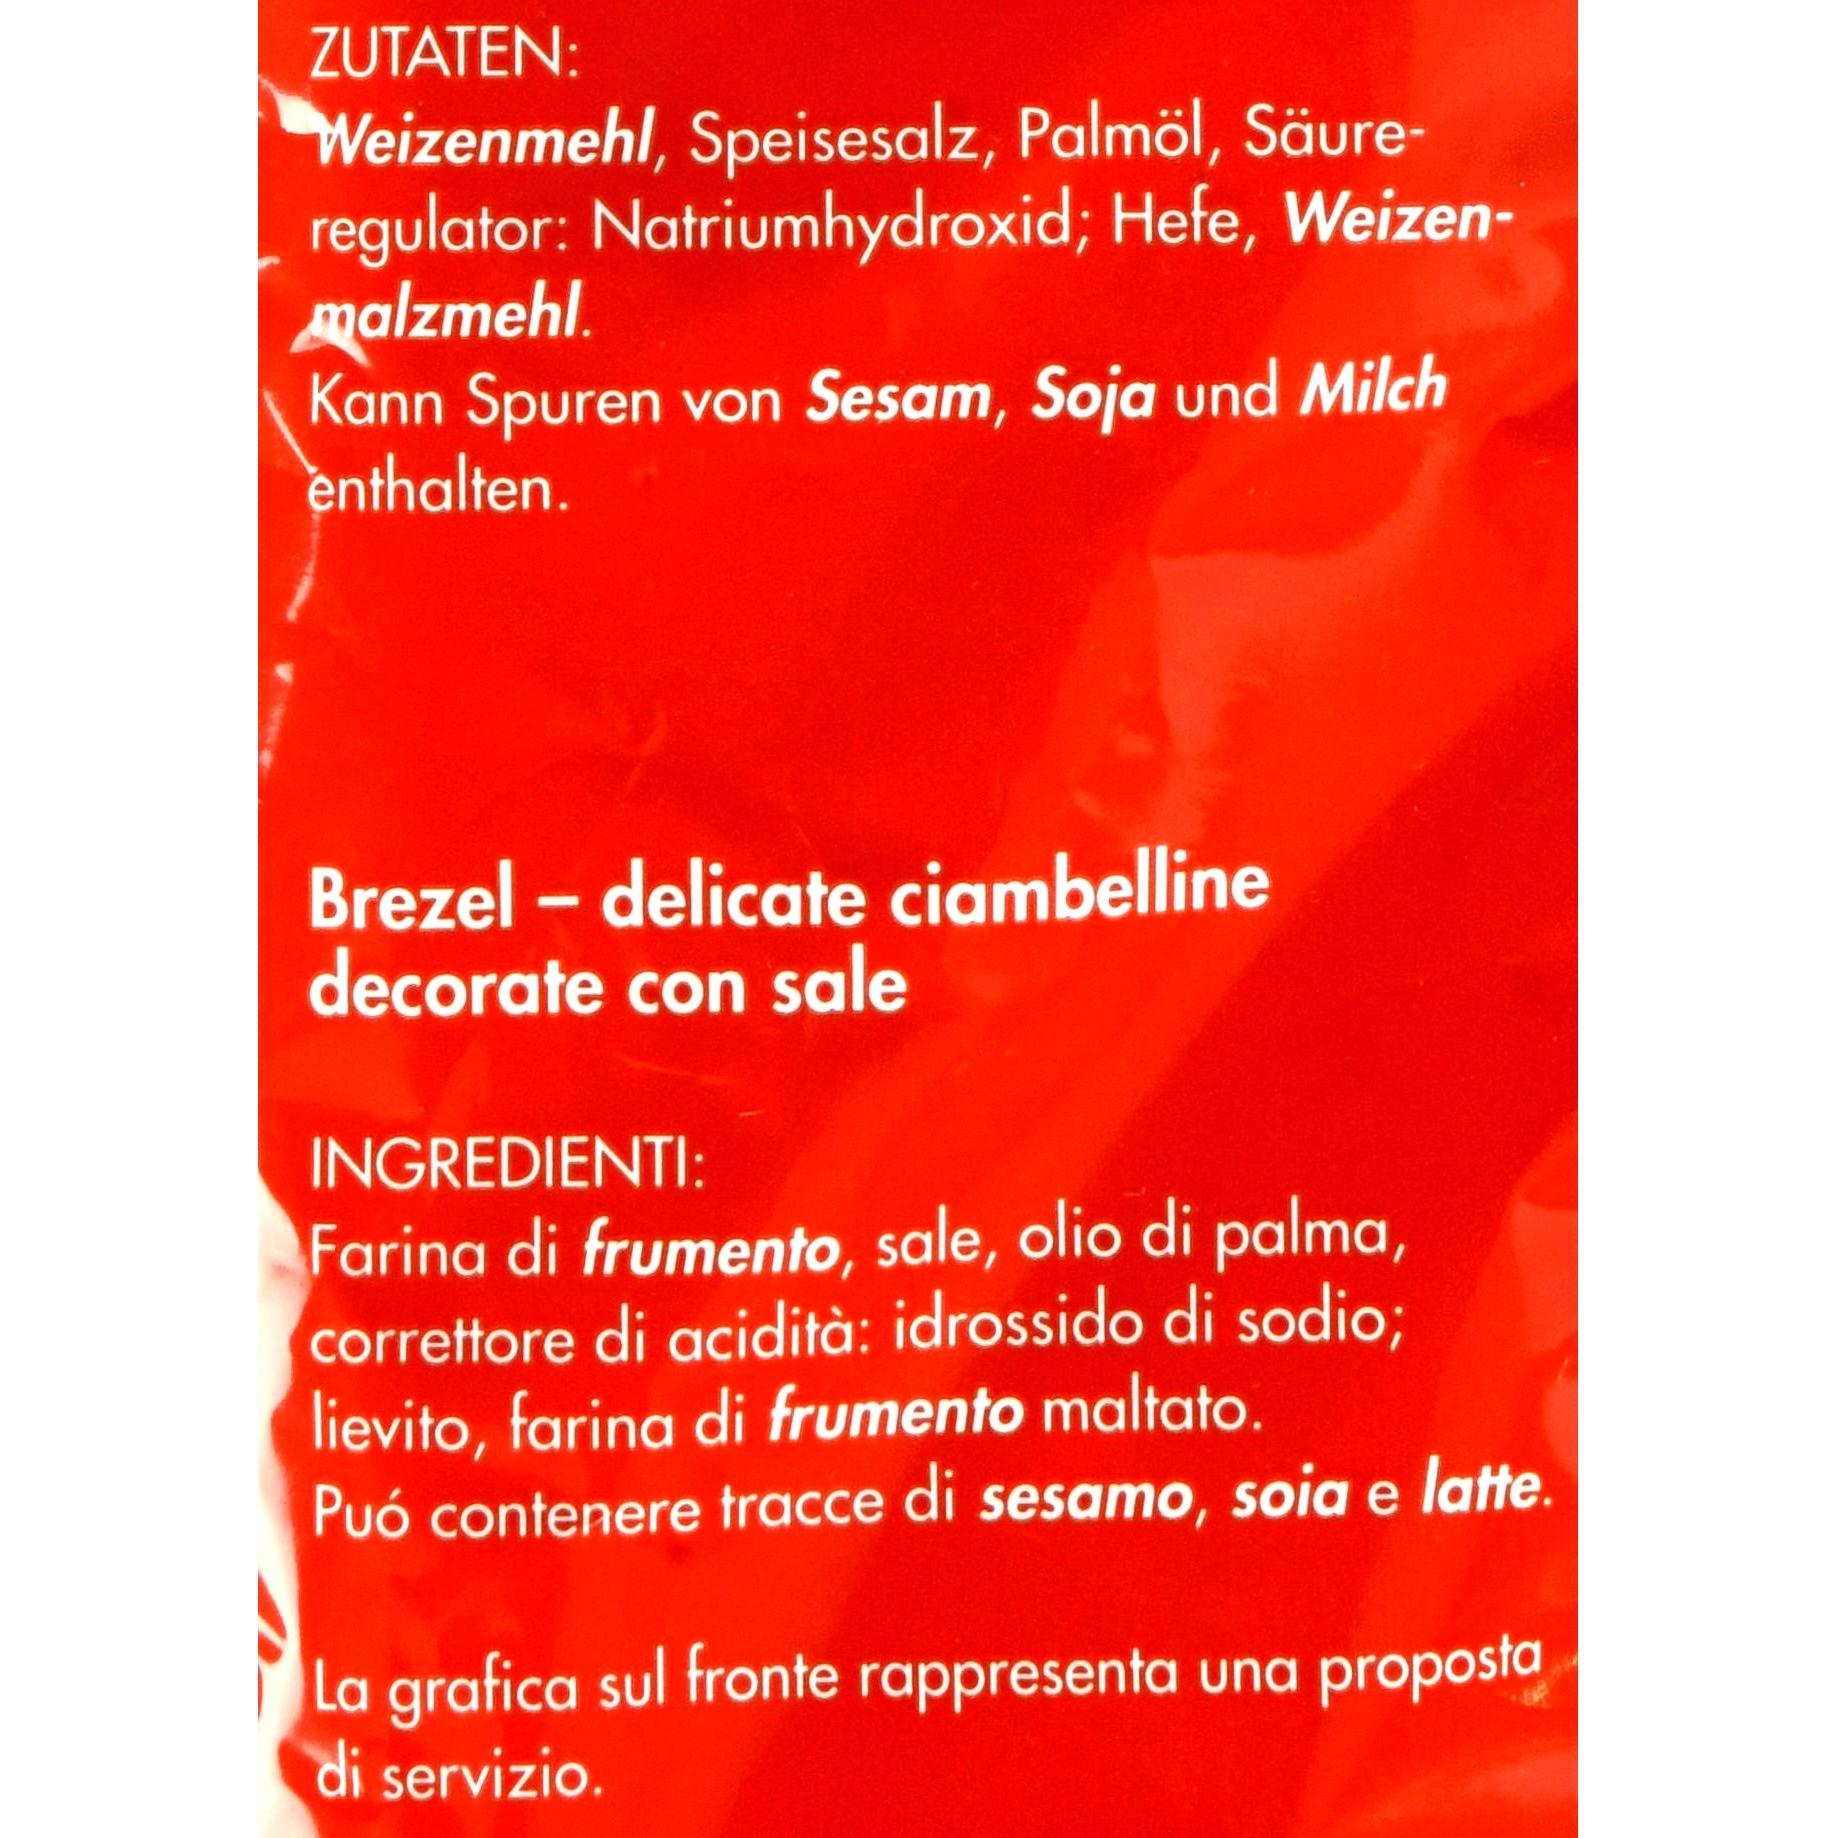 ZUTATEN:
Weizenmehl, Speisesalz, Palmöl, Säure-
regulator: Natriumhydroxid; Hefe, Weizen-
malzmehl.
Kann Spuren von Sesam, Soja und Milch
enthalten.
Brezel – delicate ciambelline
decorate con sale
INGREDIENTI:
Farina di frumento, sale, olio di palma,
correttore di acidità: idrossido di sodio;
lievito, farina di frumento maltato.
Puó contenere tracce di sesamo, soia e latte.
La grafica sul fronte rappresenta una proposta
di servizio.